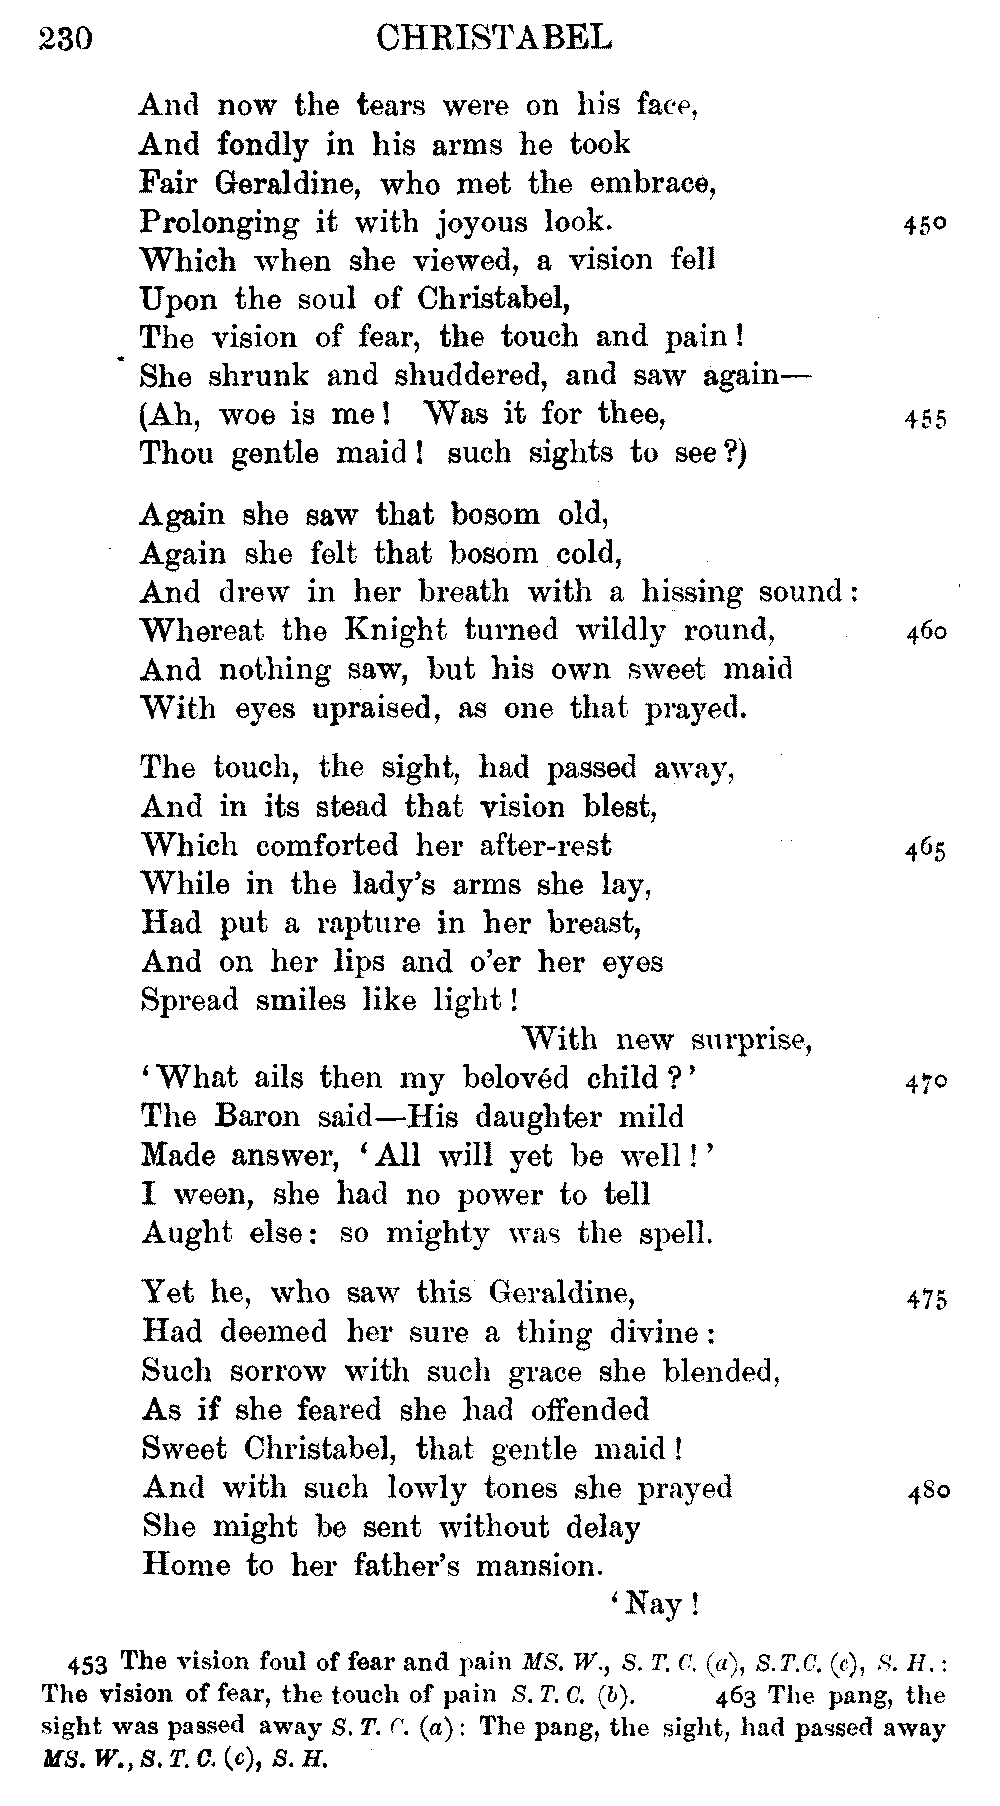 230 CHRISTABEL
And now the tears were on his face,
And fondly in his arms he took
Fair Geraldine, who met the embrace,
Prolonging it with joyous look. 450
Which when she viewed, a vision fell
Upon the soul of Christabel,
The vision of fear, the touch and pain!
She shrunk and shuddered, and saw again—
(Ah, woe is me! Was it for thee, 455
Thou gentle maid! such sights to see?)
Again she saw that bosom old,
Again she felt that bosom cold,
And drew in her breath with a hissing sound:
Whereat the Knight turned wildly round, 460
And nothing saw, but his own sweet maid
With eyes upraised, as one that prayed.
The touch, the sight, had passed away,
And in its stead that vision blest,
Which comforted her after-rest 465
While in the lady's arms she lay,
Had put a rapture in her breast,
And on her lips and o'er her eyes
Spread smiles like light!
With new surprise,
‘What ails then my belovéd child?’ 470
The Baron said—His daughter mild
Made answer, ‘All will yet be well!’
I ween, she had no power to tell
Aught else: so mighty was the spell.
Yet he, who saw this Geraldine, 475
Had deemed her sure a thing divine:
Such sorrow with such grace she blended,
As if she feared she had offended
Sweet Christabel, that gentle maid!
And with such lowly tones she prayed 480
She might be sent without delay
Home to her father's mansion.
‘Nay!
453 The vision foul of fear and pain MS. W., S. T. C. (a), S.T.C. (c), S. H.:
The vision of fear, the touch of pain S. T. C. (b). 463 The pang, the
sight was passed away S. T. C. (a): The pang, the sight, had passed away
MS. W., S. T. C. (c), S. H.